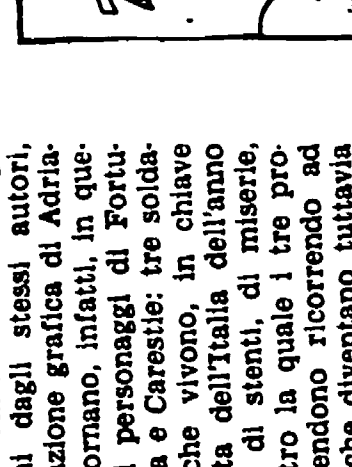 ni dagli stessi autori,
azione grafica di Adria-
ornano, infatti, in que-
i personaggi di Fortu-
a e Carestie: tre solda-
che vivono, in chiave
ta dell'Italia dell'anno
di stenti, di miserie,
tro la quale i tre pro-
endono ricorrendo ad
che diventano tuttavia